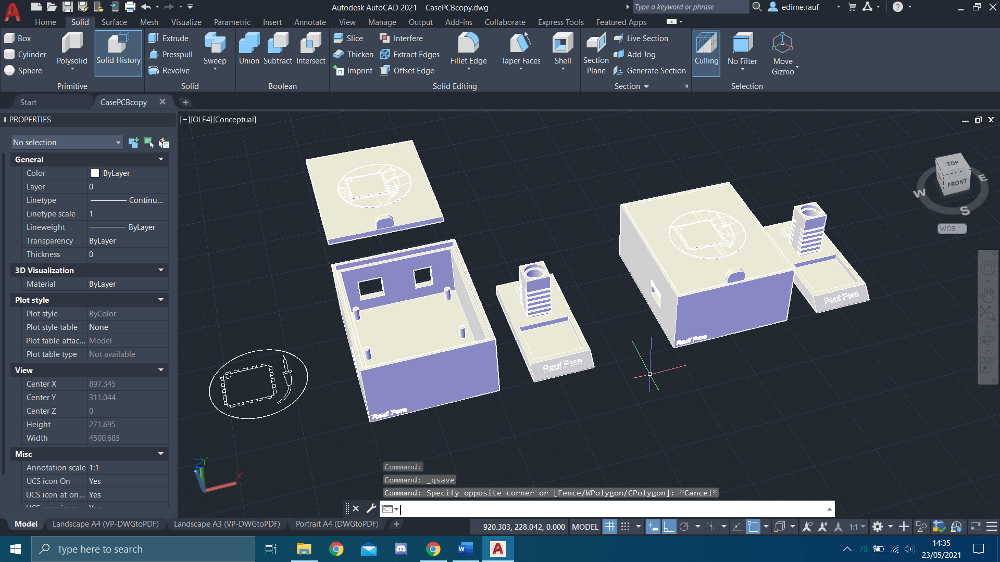 Autodesk AutoCAD 2021 CasePCBcopy.dwg
Type a keyword or phrase
edirne.rauf
Home Solid Surface Mesh Visualize Parametric Insert Annotate View Manage Output Add-ins Collaborate Express Tools Featured Apps
Box
Cylinder
Sphere
Polysolid
Solid History
Primitive
Extrude
Presspull
Revolve
Sweep
Solid
Union Subtract Intersect
Boolean
Slice
Thicken
Imprint
Interfere
Extract Edges
Offset Edge
Fillet Edge
Taper Faces
Shell
Solid Editing
Section
Plane
Live Section
Add Jog
Generate Section
Section
Culling
No Filter
Move
Gizmo
Selection
Start
CasePCBcopy
PROPERTIES
No selection
General
Color ByLayer
Layer 0
Linetype Continu...
Linetype scale 1
Lineweight ByLayer
Transparency ByLayer
Thickness 0
3D Visualization
Material ByLayer
Plot style
Plot style ByColor
Plot style table None
Plot table attac... Model
Plot table type Not available
View
Center X 897.345
Center Y 311.044
Center Z 0
Height 271.695
Width 4500.685
Misc
Annotation scale 1:1
UCS icon On Yes
UCS icon at ori... Yes
[−][OLE4][Conceptual]
TOP
FRONT
W
E
S
WCS
Rauf Pere
Rauf Pere
Rauf Pere
Rauf Pere
Y
X
Command:
Command: _qsave
Command: Specify opposite corner or [Fence/WPolygon/CPolygon]: *Cancel*
Model Landscape A4 (VP-DWGtoPDF) Landscape A3 (VP-DWGtoPDF) Portrait A4 (DWGtoPDF)
920.303, 228.042, 0.000 MODEL
1:1
Type here to search
79
14:35
23/05/2021